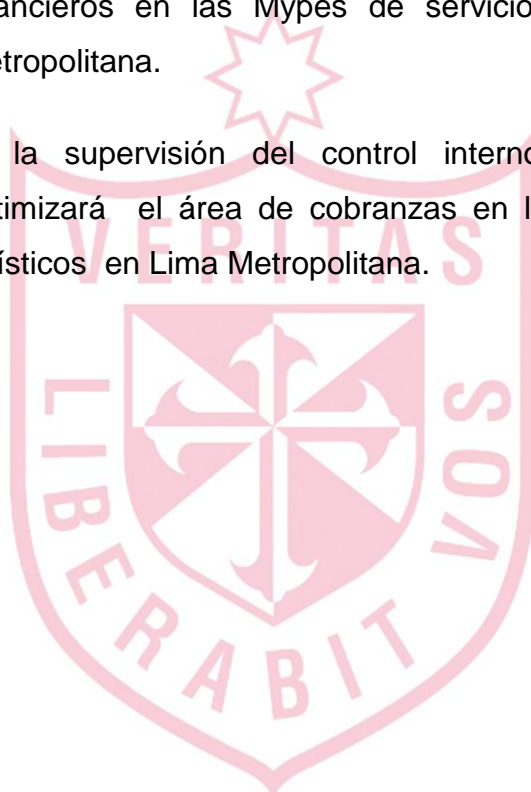 ancieros en las Mypes de servicio
etropolitana.
la supervisión del control interno
timizará el área de cobranzas en l
ísticos en Lima Metropolitana.
VERITAS
LIBERABIT VOS